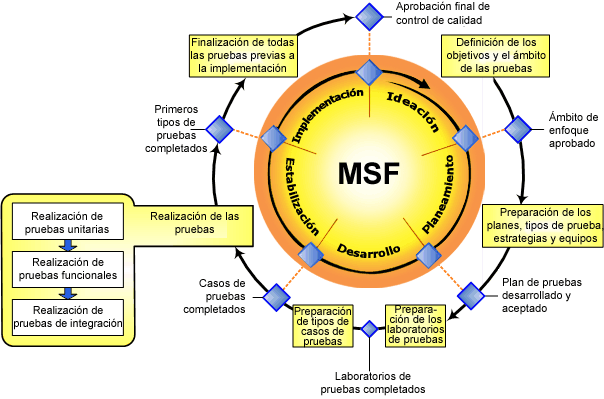 Aprobación final de
control de calidad
Finalización de todas
las pruebas previas a
la implementación
Definición de los
objetivos y el ámbito
de las pruebas
Primeros
tipos de
pruebas
completados
Ámbito de
enfoque
aprobado
Implementación
Ideación
Estabilización
MSF
Planeamiento
Desarrollo
Realización de
pruebas unitarias
Realización de
pruebas funcionales
Realización de
pruebas de integración
Realización de las
pruebas
Preparación de los
planes, tipos de prueba,
estrategias y equipos
Casos de
pruebas
completados
Plan de pruebas
desarrollado y
aceptado
Preparación
de tipos de
casos de
pruebas
Prepara-
ción de los
laboratorios
de pruebas
Laboratorios de
pruebas completados